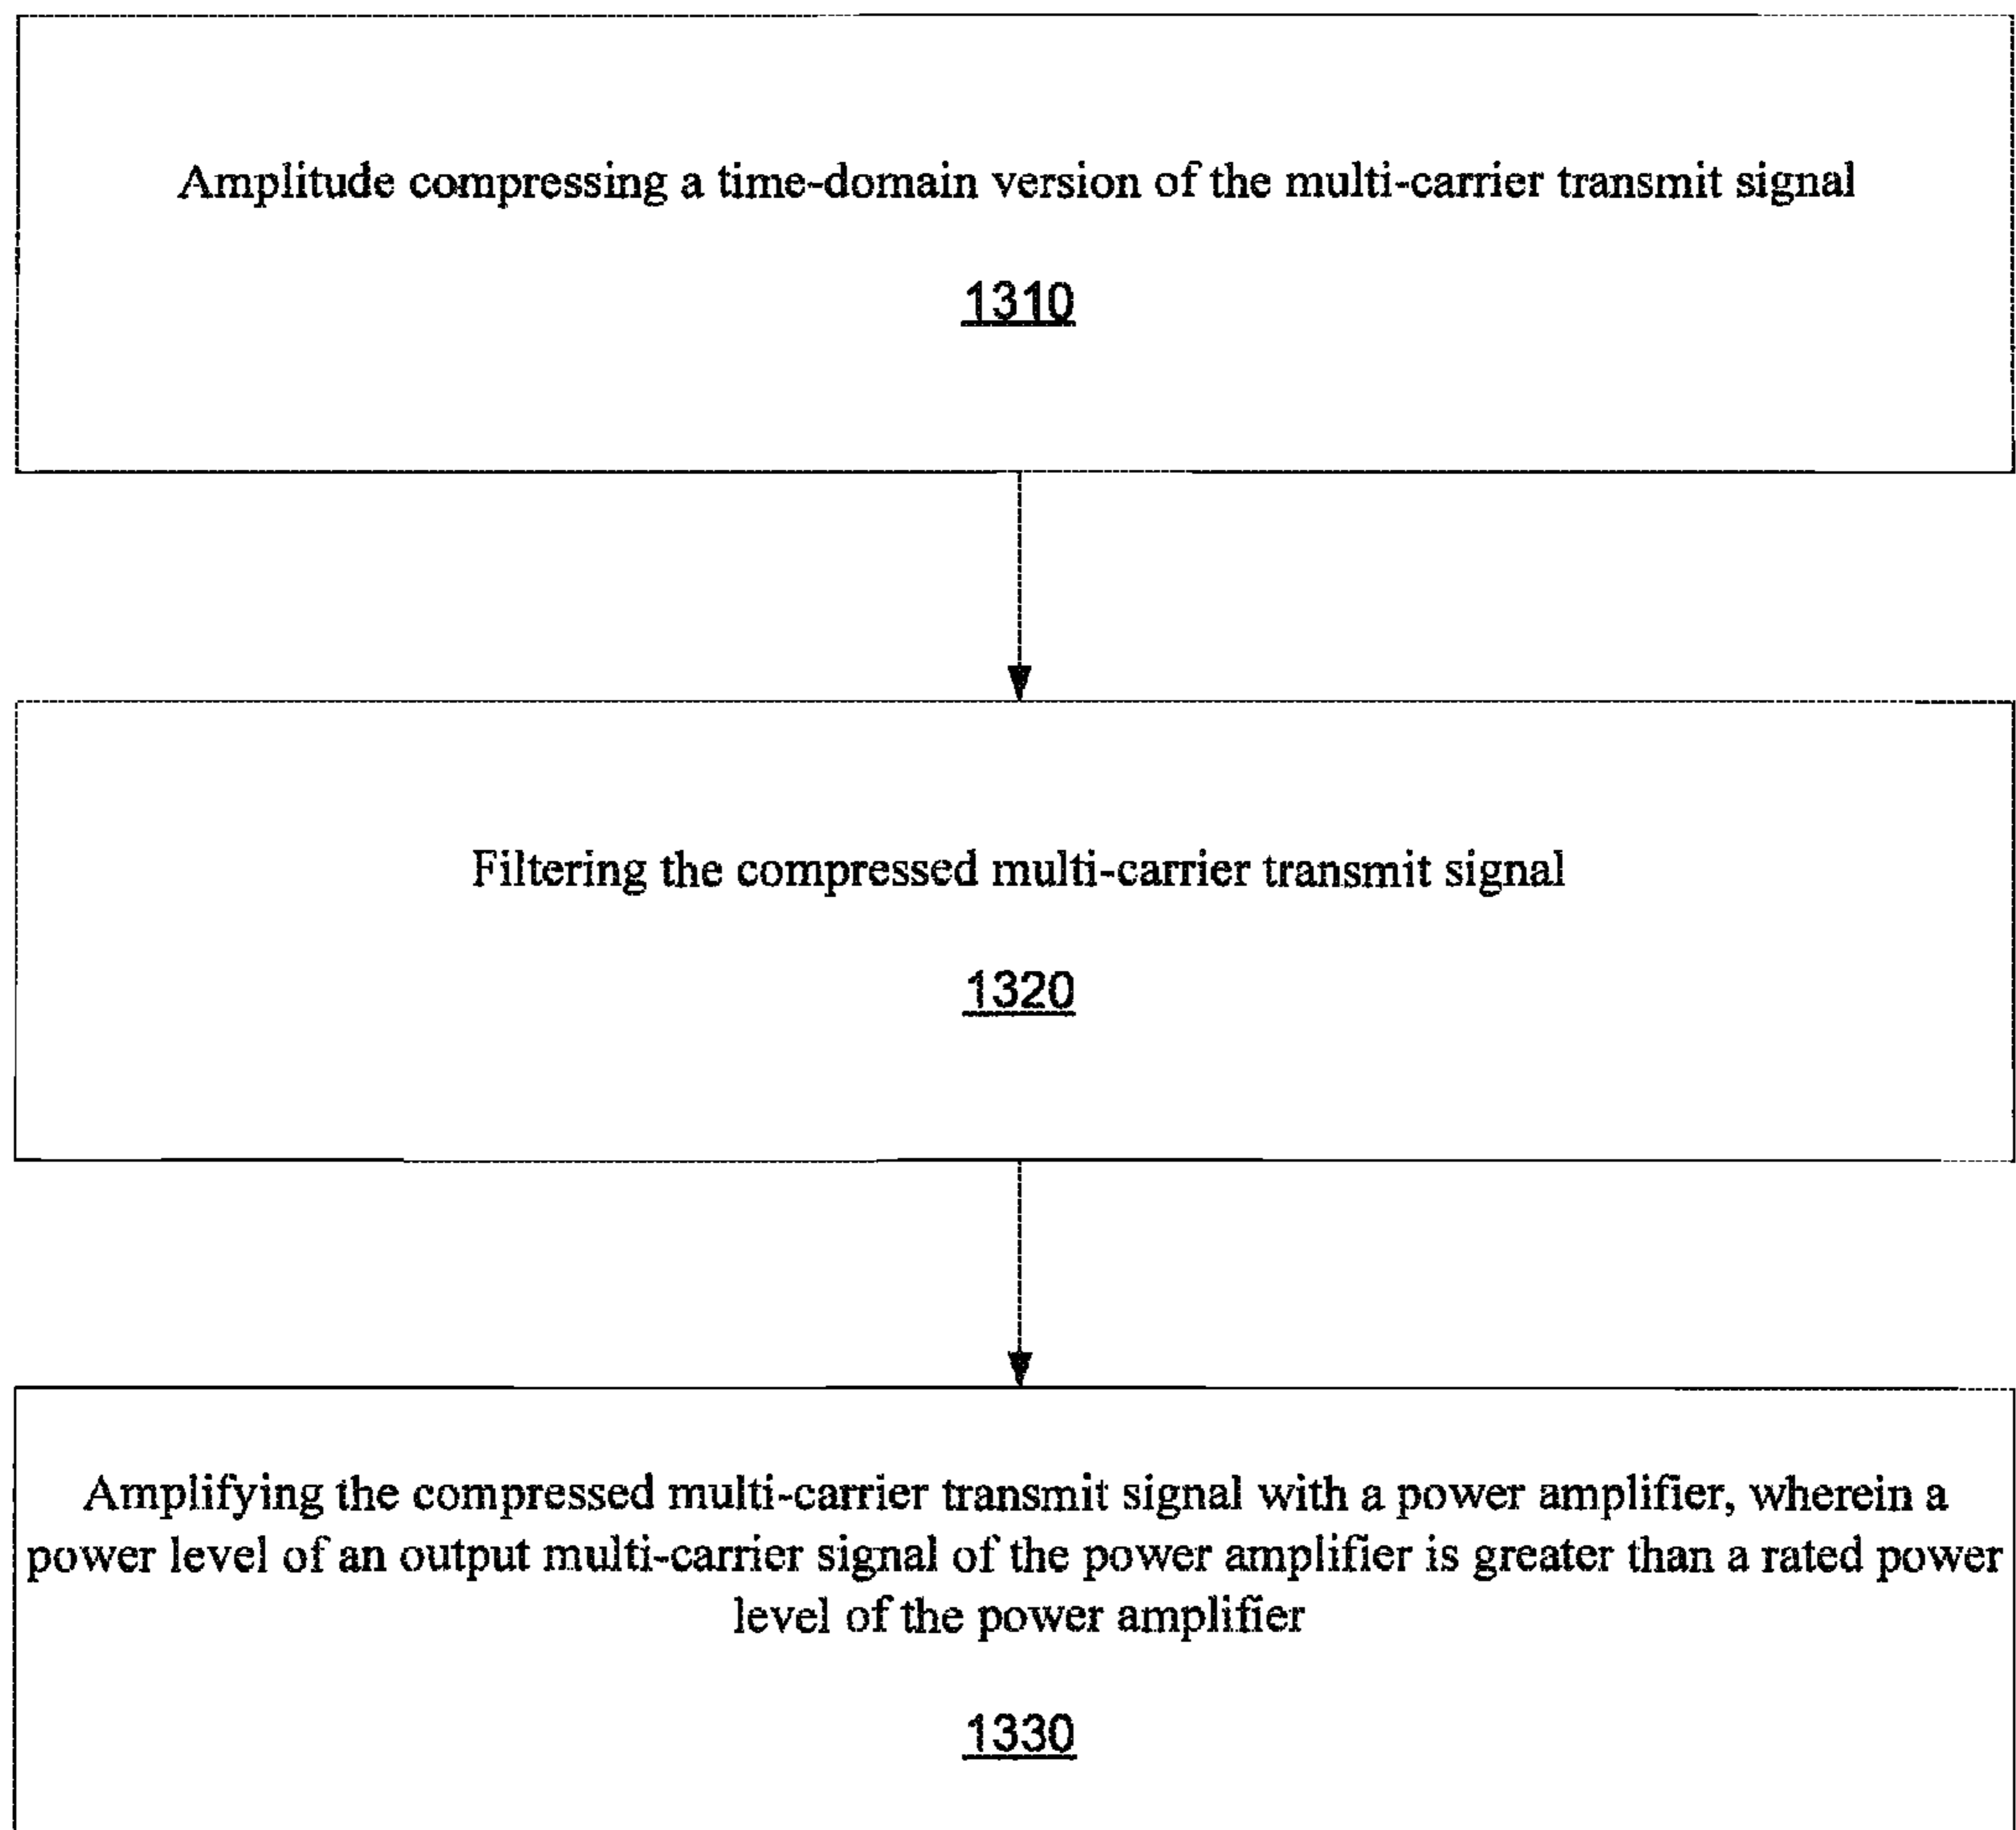 Amplitude compressing a time-domain version of the multi-carrier transmit signal
1310
Filtering the compressed multi-carrier transmit signal
1320
Amplifying the compressed multi-carrier transmit signal with a power amplifier, wherein a
power level of an output multi-carrier signal of the power amplifier is greater than a rated power
level of the power amplifier
1330